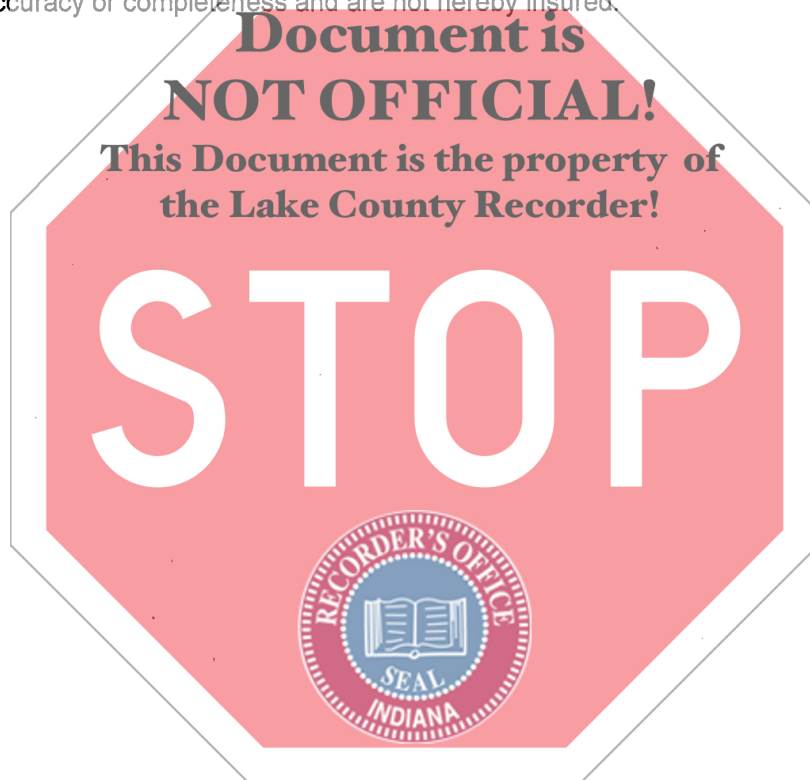 ccuracy or completeness and are not hereby insured.
Document is
NOT OFFICIAL!
This Document is the property of
the Lake County Recorder!
STOP
RECORDER'S OFFICE
SEAL
INDIANA